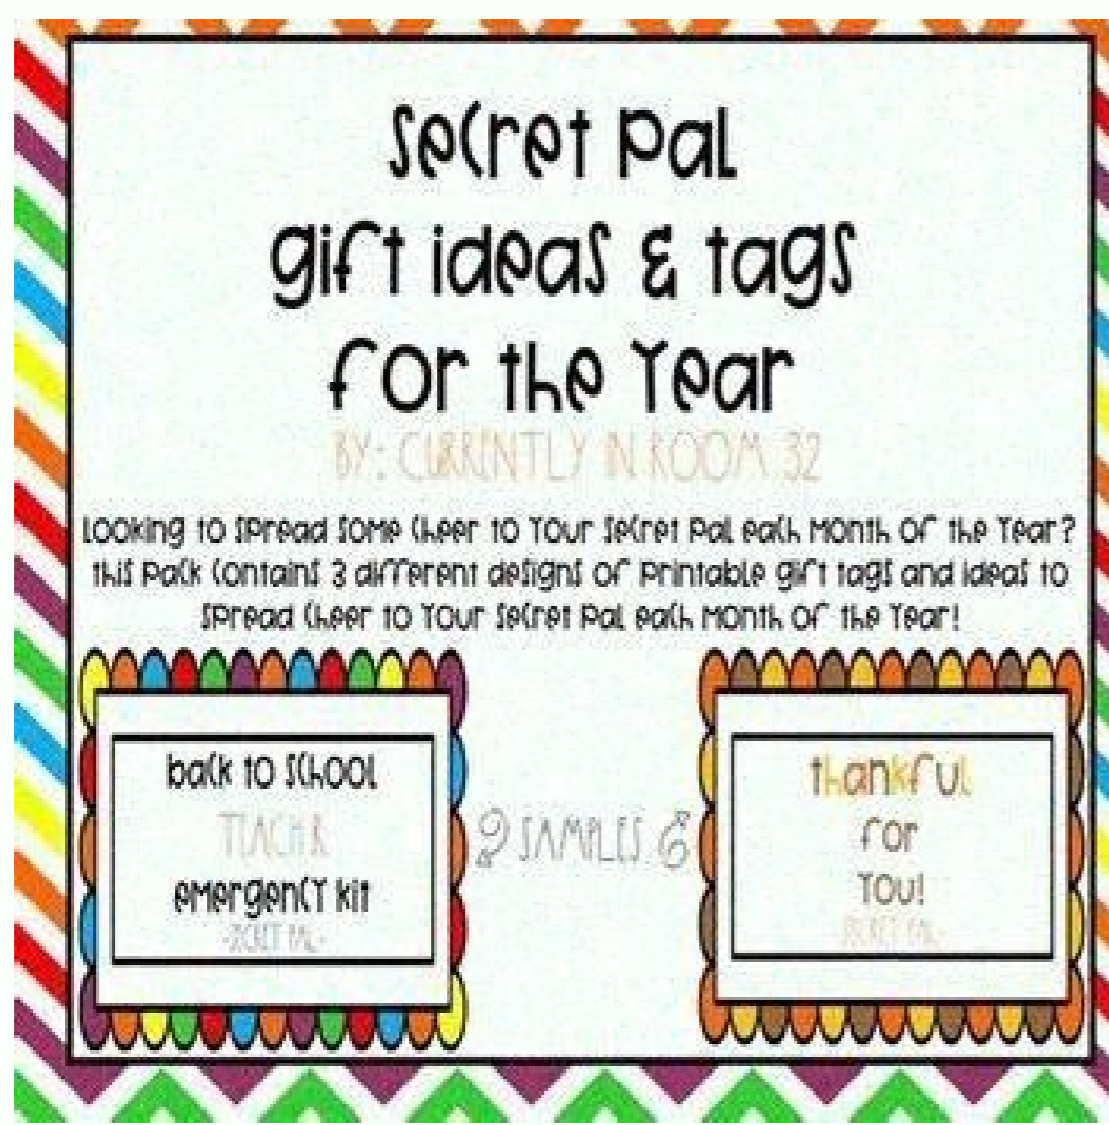 Secret Pal
gift ideas & tags
for the Year
BY: CURRENTLY IN ROOM 32
Looking to spread some cheer to your secret pal each month of the year?
This pack contains 3 different designs of printable gift tags and ideas to
spread cheer to your secret pal each month of the year!
back to school
TEACHER
emergency kit
-SECRET PAL-
SAMPLES
thankful
for
you!
-SECRET PAL-